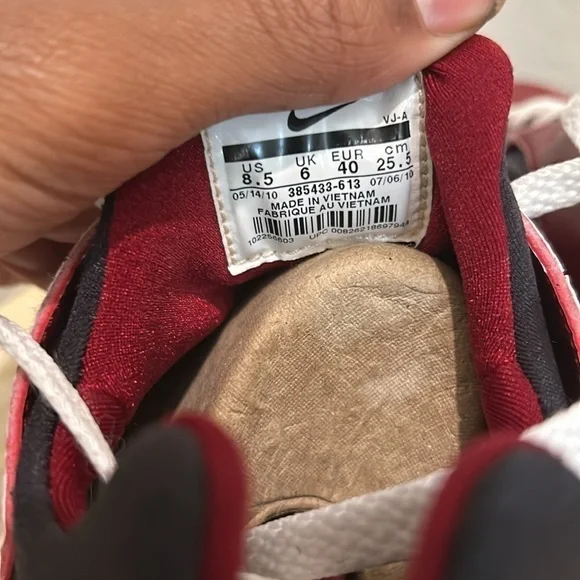 VJ-A
US UK EUR cm
8.5 6 40 25.5
05/14/10 385433-613 07/06/10
MADE IN VIETNAM
FABRIQUE AU VIETNAM